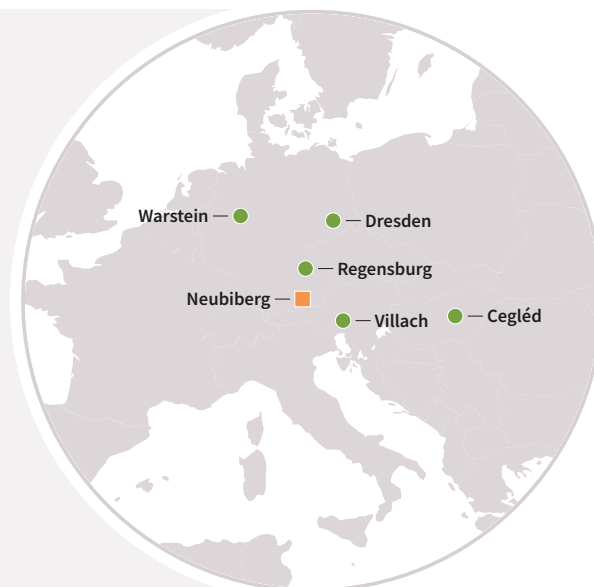 Warstein
Dresden
Regensburg
Neubiberg
Villach
Cegléd